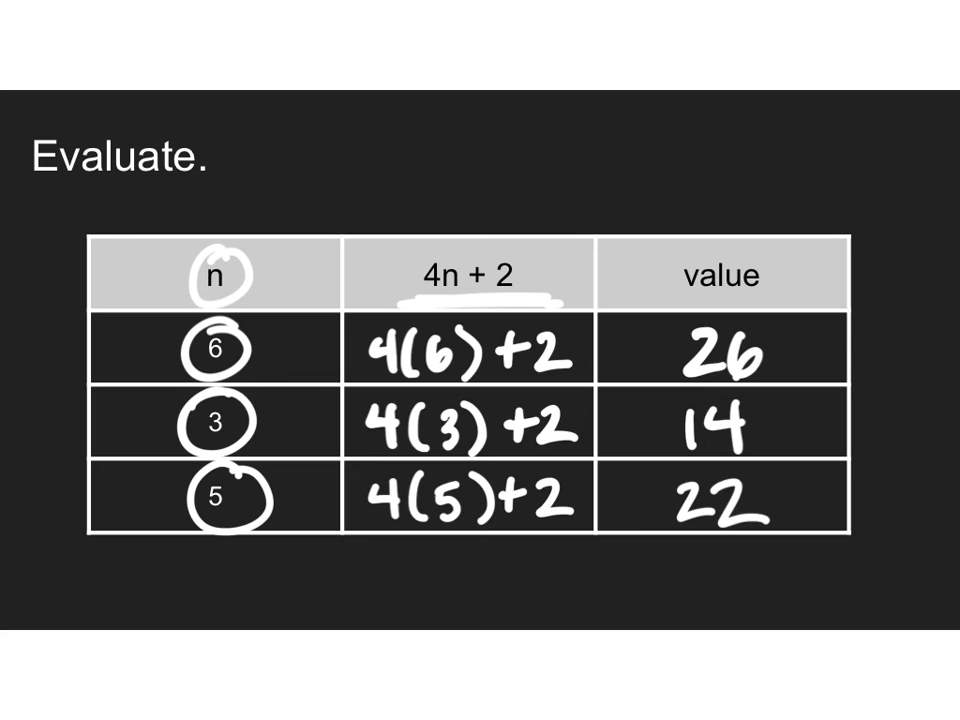 Evaluate.
n 4n + 2 value
6 4(6)+2 26
3 4(3)+2 14
5 4(5)+2 22